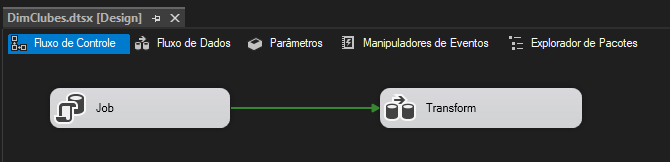 DimClubes.dtsx [Design]
Fluxo de Controle Fluxo de Dados Parâmetros Manipuladores de Eventos Explorador de Pacotes
Job Transform